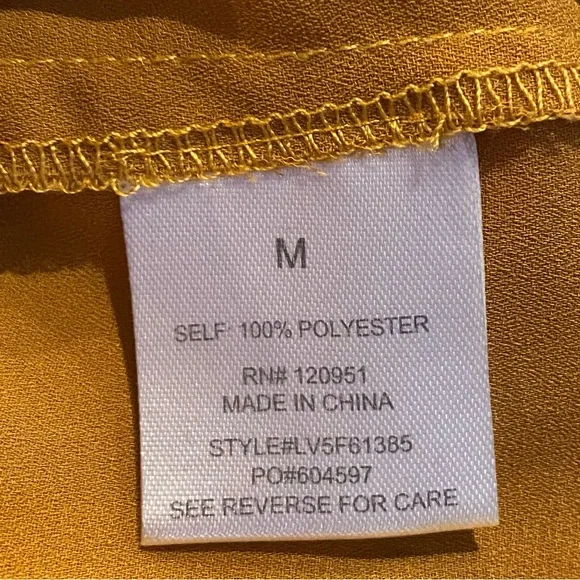 M
SELF: 100% POLYESTER
RN# 120951
MADE IN CHINA
STYLE#LV5F61385
PO#604597
SEE REVERSE FOR CARE